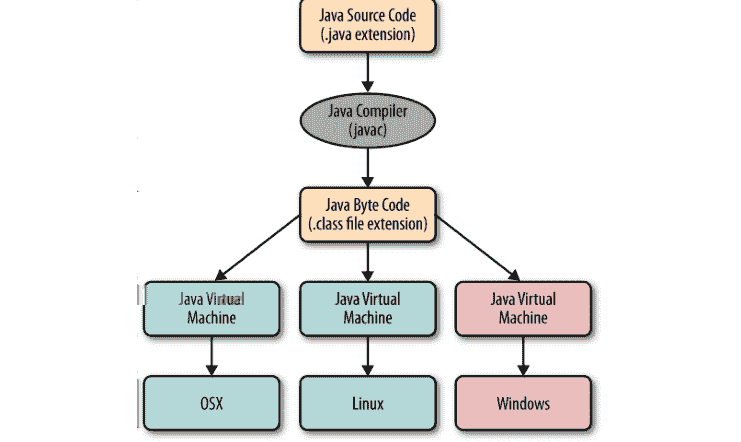 Java Source Code
(.java extension)
Java Compiler
(javac)
Java Byte Code
(.class file extension)
Java Virtual
Machine
Java Virtual
Machine
Java Virtual
Machine
OSX
Linux
Windows